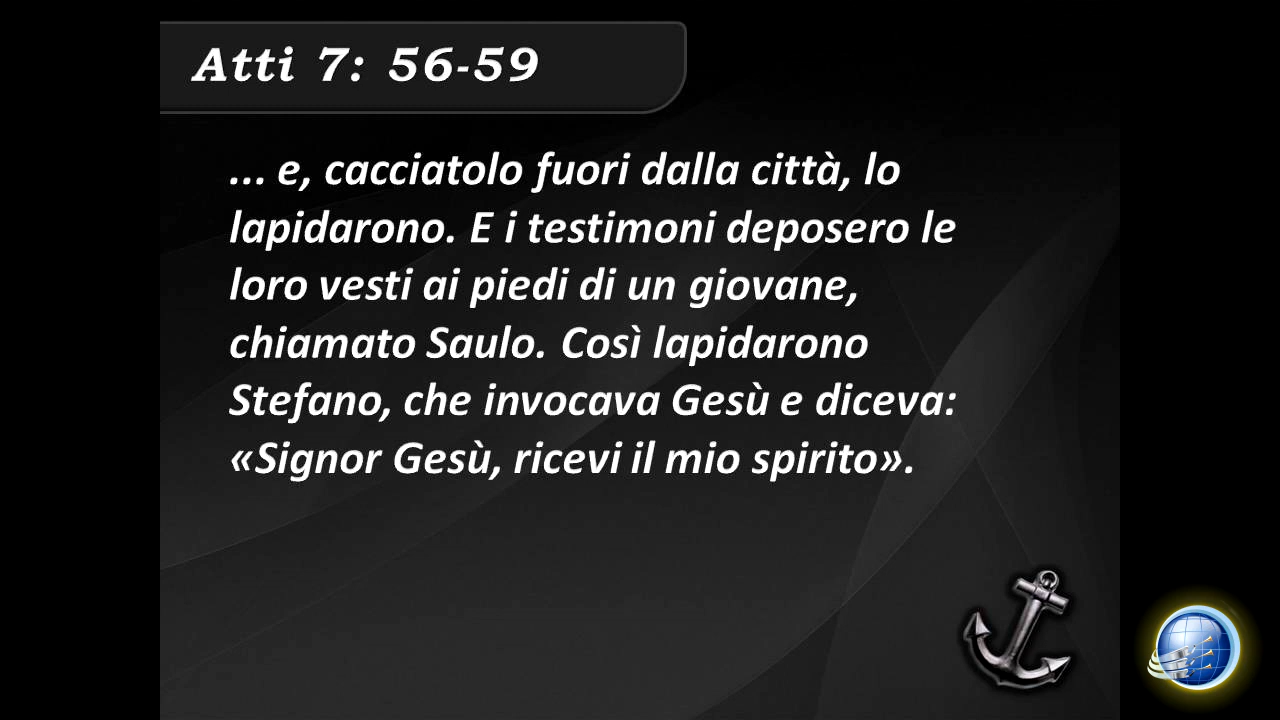 Atti 7: 56-59
... e, cacciatolo fuori dalla città, lo
lapidarono. E i testimoni deposero le
loro vesti ai piedi di un giovane,
chiamato Saulo. Così lapidarono
Stefano, che invocava Gesù e diceva:
«Signor Gesù, ricevi il mio spirito».